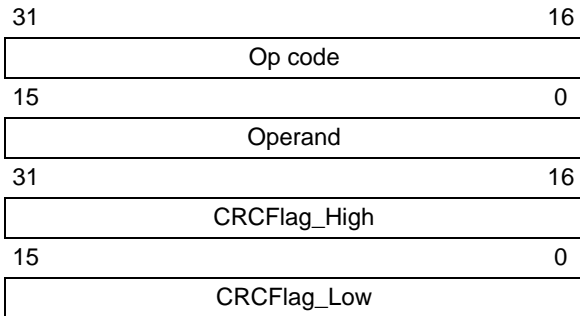 31 16
Op code
15 0
Operand
31 16
CRCFlag_High
15 0
CRCFlag_Low